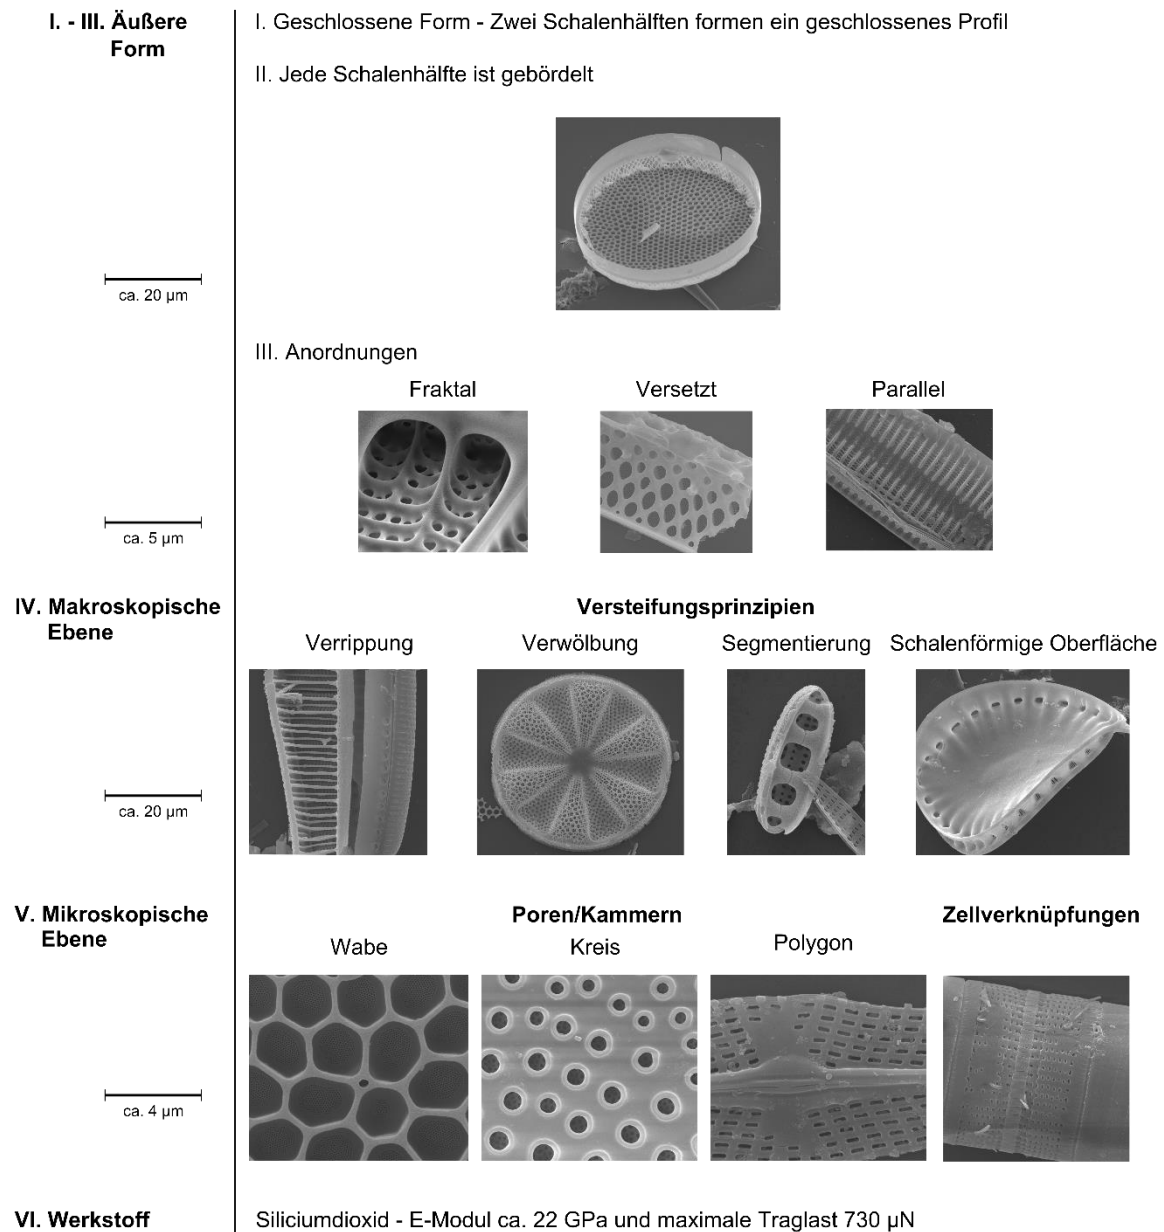 I. - III. Äußere
Form
I. Geschlossene Form - Zwei Schalenhälften formen ein geschlossenes Profil
II. Jede Schalenhälfte ist gebördelt
ca. 20 µm
III. Anordnungen
Fraktal
Versetzt
Parallel
ca. 5 µm
IV. Makroskopische
Ebene
Versteifungsprinzipien
Verrippung
Verwölbung
Segmentierung
Schalenförmige Oberfläche
ca. 20 µm
V. Mikroskopische
Ebene
Poren/Kammern
Zellverknüpfungen
Wabe
Kreis
Polygon
ca. 4 µm
VI. Werkstoff
Siliciumdioxid - E-Modul ca. 22 GPa und maximale Traglast 730 µN